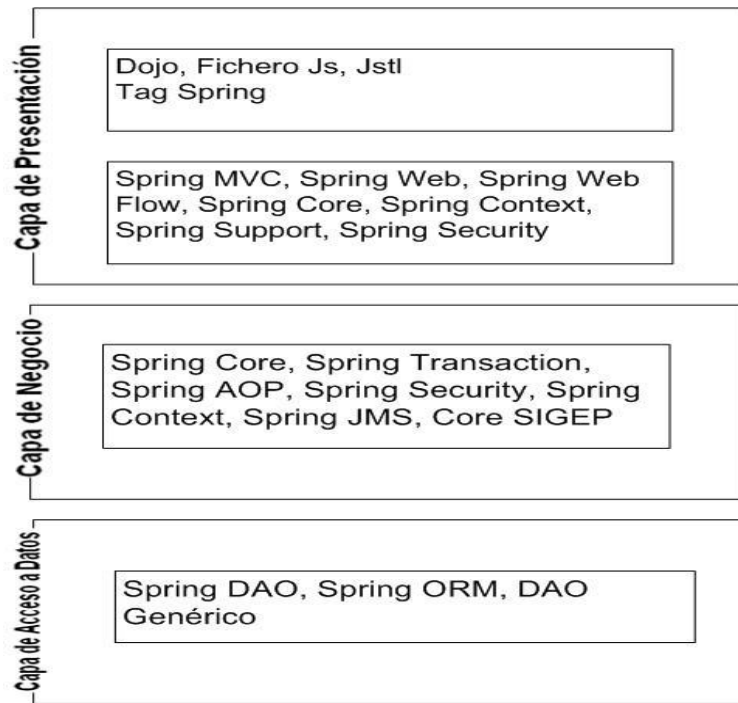 Capa de Presentación
Dojo, Fichero Js, Jstl
Tag Spring
Spring MVC, Spring Web, Spring Web
Flow, Spring Core, Spring Context,
Spring Support, Spring Security
Capa de Negocio
Spring Core, Spring Transaction,
Spring AOP, Spring Security, Spring
Context, Spring JMS, Core SIGEP
Capa de Acceso a Datos
Spring DAO, Spring ORM, DAO
Genérico